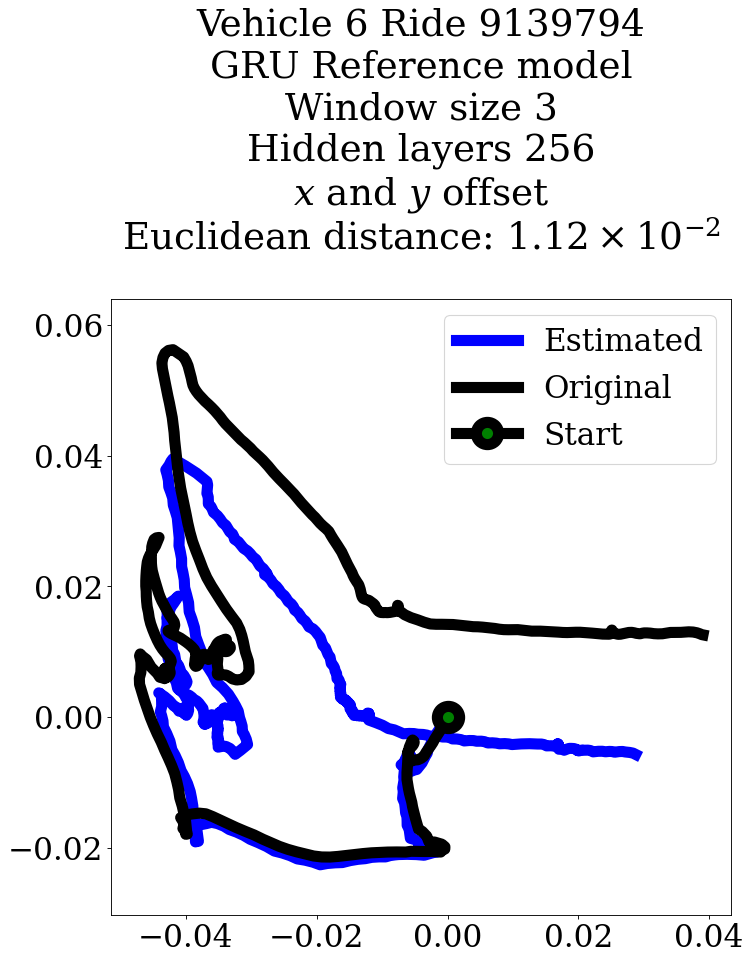 Vehicle 6 Ride 9139794
GRU Reference model
Window size 3
Hidden layers 256
x and y offset
Euclidean distance: 1.12 × 10⁻²
Estimated
Original
Start
0.06
0.04
0.02
0.00
−0.02
−0.04 −0.02 0.00 0.02 0.04